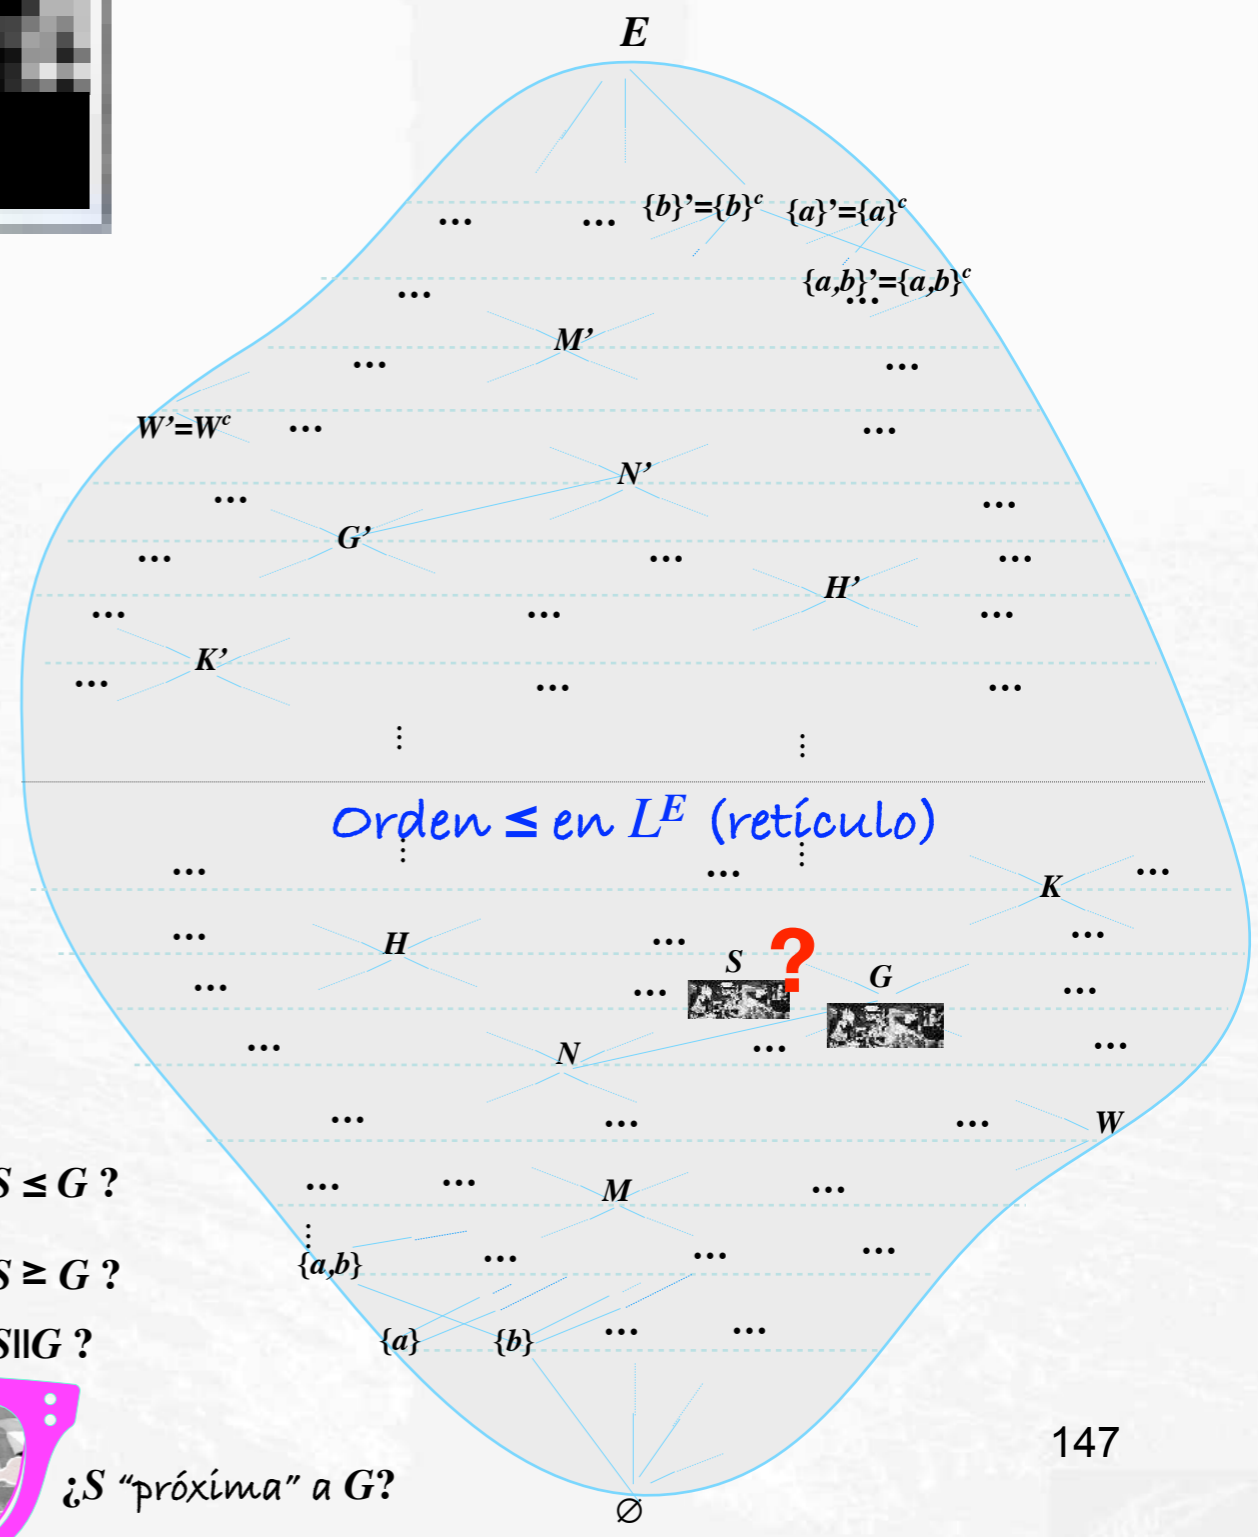 E
... ... {b}’={b}ᶜ {a}’={a}ᶜ
... {a,b}’={a,b}ᶜ ...
M’
... ...
W’=Wᶜ ... ...
N’
... ...
G’
... ... ...
H’
... ... ...
K’
... ... ...
⋮ ⋮
Orden ≤ en Lᴱ (retículo)
⋮ ⋮
... ... K ...
... H ... S ? ...
... ... G ...
... N ... ...
... ... ... W
S ≤ G ?
... ... M ...
⋮
{a,b} ... ... ...
S ≥ G ?
{a} {b} ... ...
S||G ?
147
¿S “próxima” a G?
∅